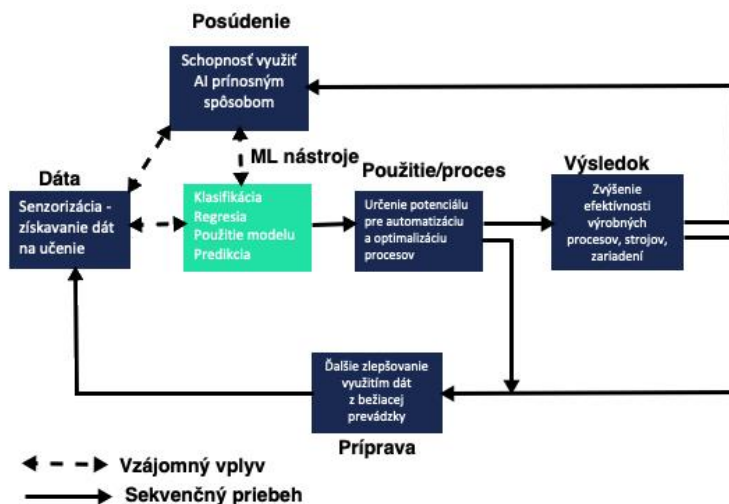 Posúdenie
Schopnosť využiť
AI prínosným
spôsobom
ML nástroje
Dáta
Senzorizácia -
získavanie dát
na učenie
Klasifikácia
Regresia
Použitie modelu
Predikcia
Použitie/proces
Určenie potenciálu
pre automatizáciu
a optimalizáciu
procesov
Výsledok
Zvýšenie
efektívnosti
výrobných
procesov, strojov,
zariadení
Ďalšie zlepšovanie
využitím dát
z bežiacej
prevádzky
Príprava
Vzájomný vplyv
Sekvenčný priebeh